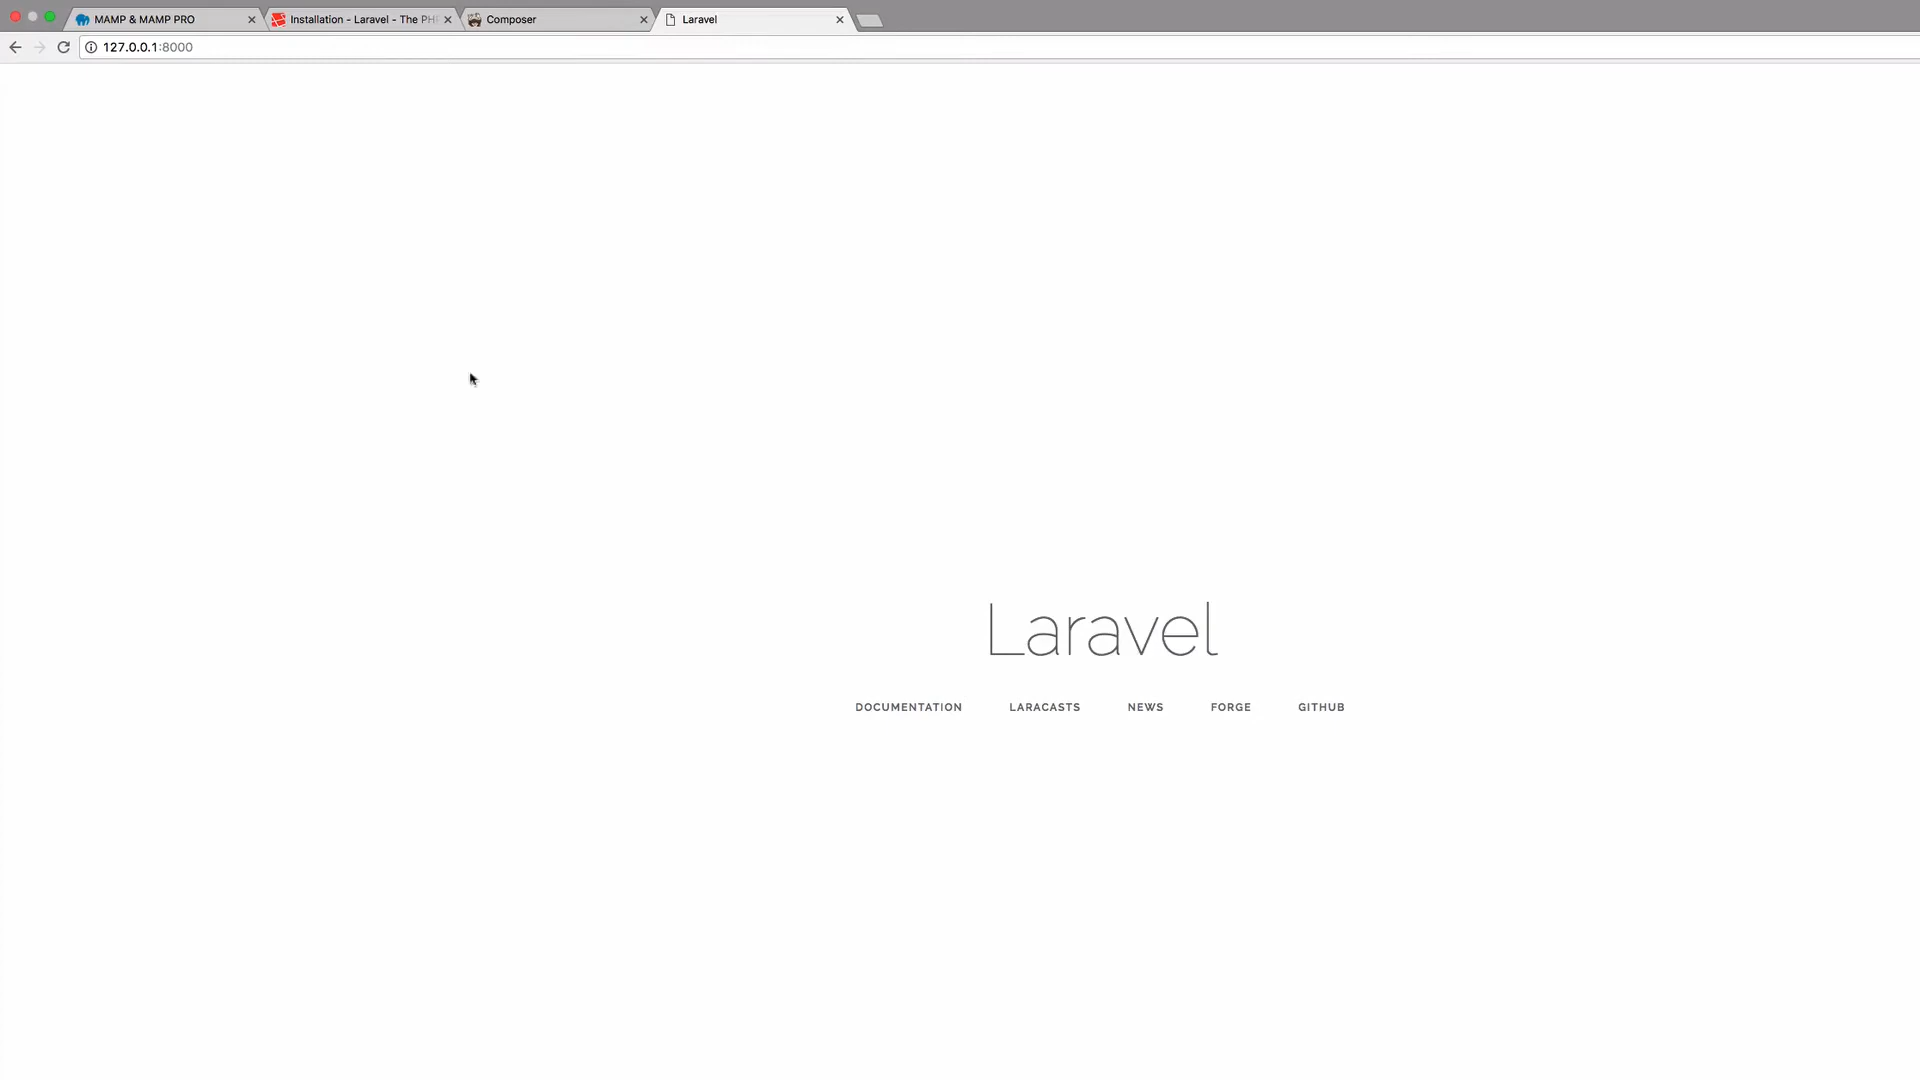 MAMP & MAMP PRO
Installation - Laravel - The PH
Composer
Laravel
127.0.0.1:8000
Laravel
DOCUMENTATION LARACASTS NEWS FORGE GITHUB